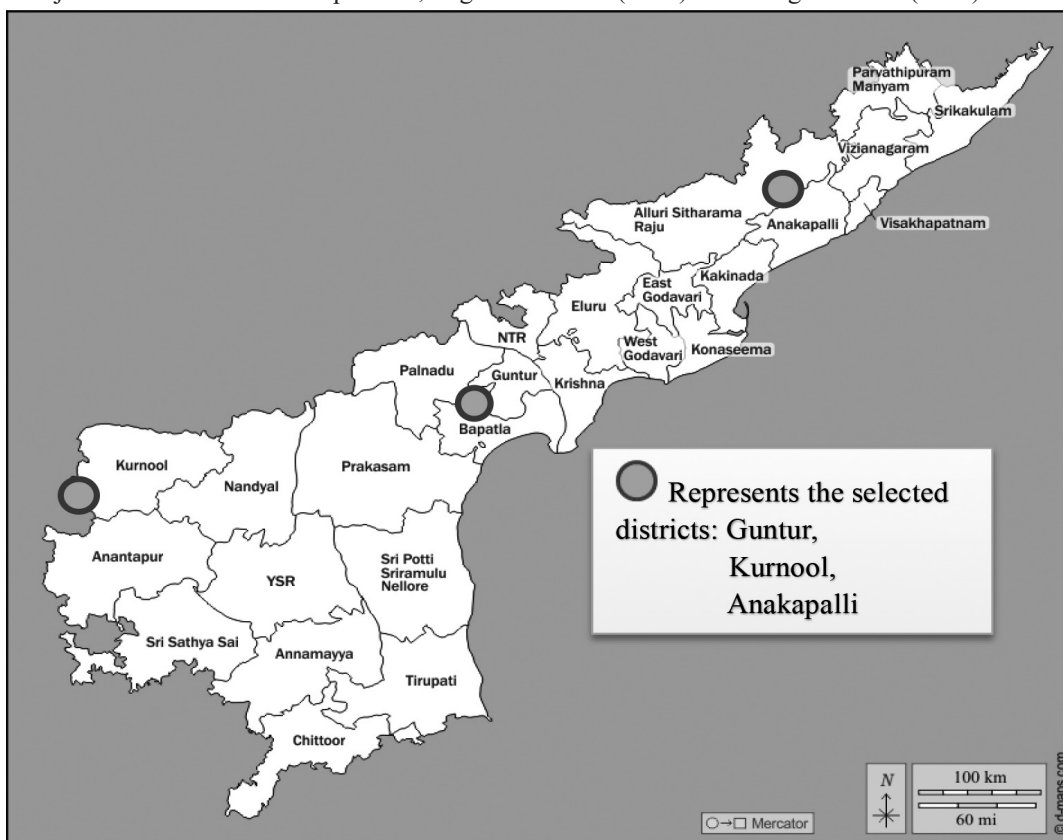 Parvathipuram
Manyam
Srikakulam
Vizianagaram
Alluri Sitharama
Raju
Anakapalli
Visakhapatnam
Kakinada
East
Godavari
Eluru
NTR
West
Godavari
Konaseema
Palnadu
Guntur
Krishna
Bapatla
Kurnool
Prakasam
Nandyal
Represents the selected
districts: Guntur,
Kurnool,
Anakapalli
Anantapur
YSR
Sri Potti
Sriramulu
Nellore
Sri Sathya Sai
Annamayya
Tirupati
Chittoor
N
100 km
60 mi
Mercator